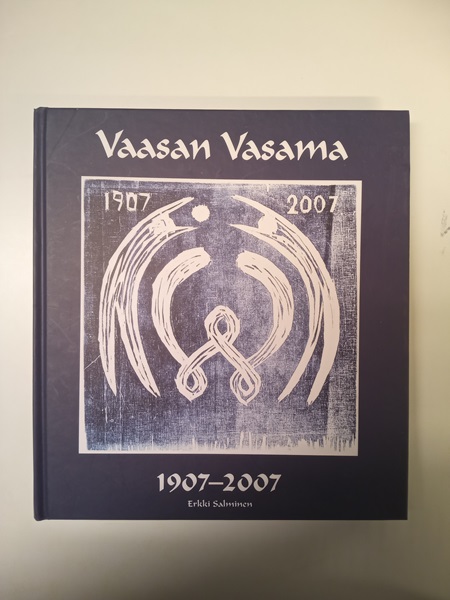 Vaasan Vasama
1907 2007
1907–2007
Erkki Salminen